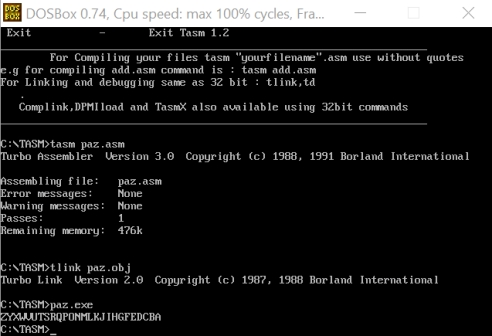 DOS
BOX
DOSBox 0.74, Cpu speed: max 100% cycles, Fra...
Exit - Exit Tasm 1.2
For Compiling your files tasm "yourfilename".asm use without quotes
e.g for compiling add.asm command is : tasm add.asm
For Linking and debugging same as 32 bit : tlink,td
.
Complink,DPMIload and TasmX also available using 32bit commands
C:\TASM>tasm paz.asm
Turbo Assembler Version 3.0 Copyright (c) 1988, 1991 Borland International
Assembling file: paz.asm
Error messages: None
Warning messages: None
Passes: 1
Remaining memory: 476k
C:\TASM>tlink paz.obj
Turbo Link Version 2.0 Copyright (c) 1987, 1988 Borland International
C:\TASM>paz.exe
ZYXWVUTSRQPONMLKJIHGFEDCBA
C:\TASM>_